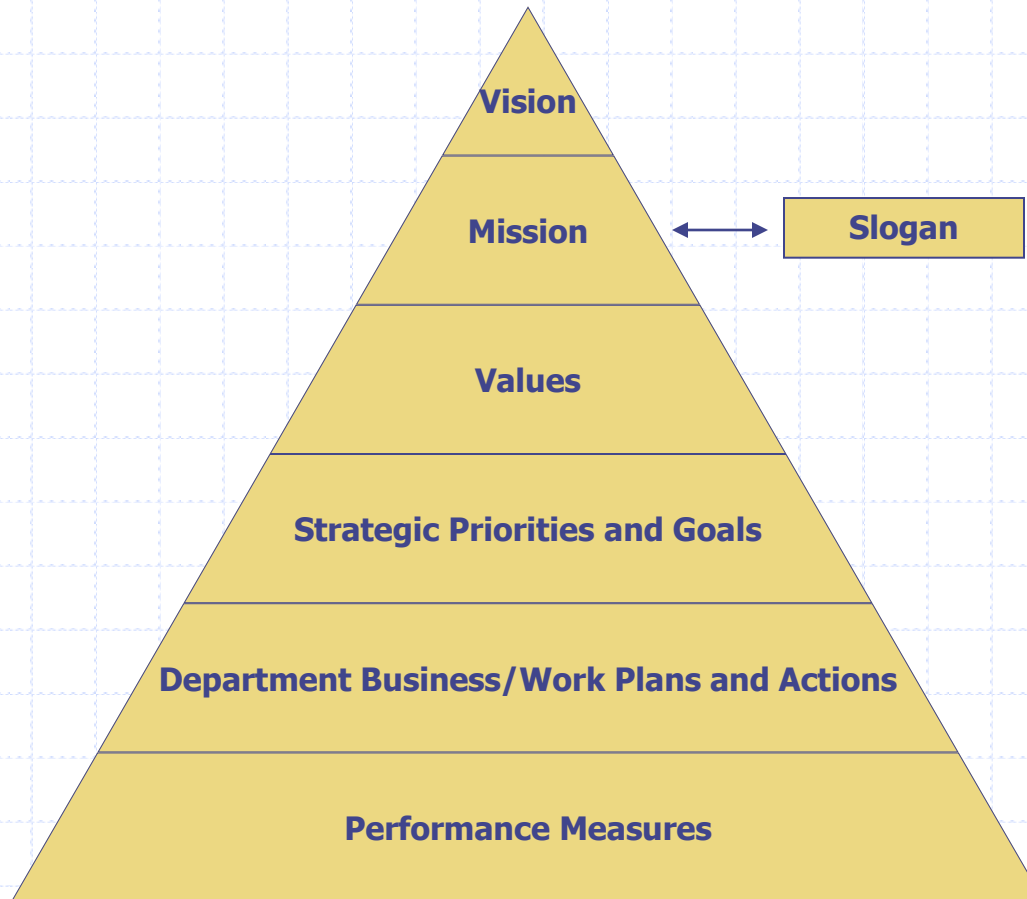 Vision
Mission
Slogan
Values
Strategic Priorities and Goals
Department Business/Work Plans and Actions
Performance Measures